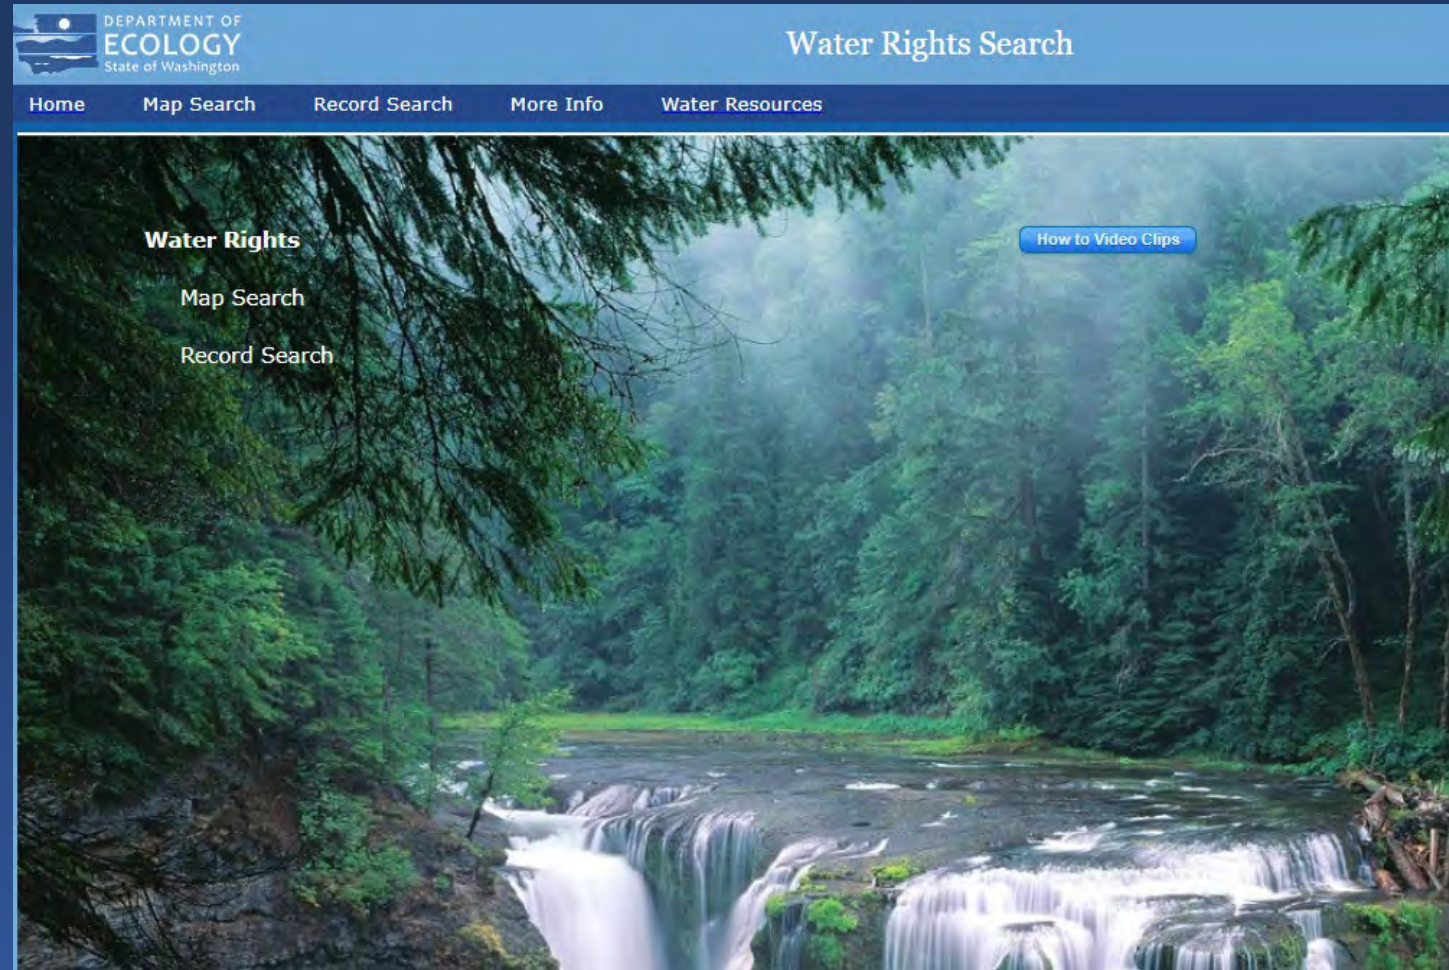 DEPARTMENT OF
ECOLOGY
State of Washington
Water Rights Search
Home Map Search Record Search More Info Water Resources
Water Rights
How to Video Clips
Map Search
Record Search